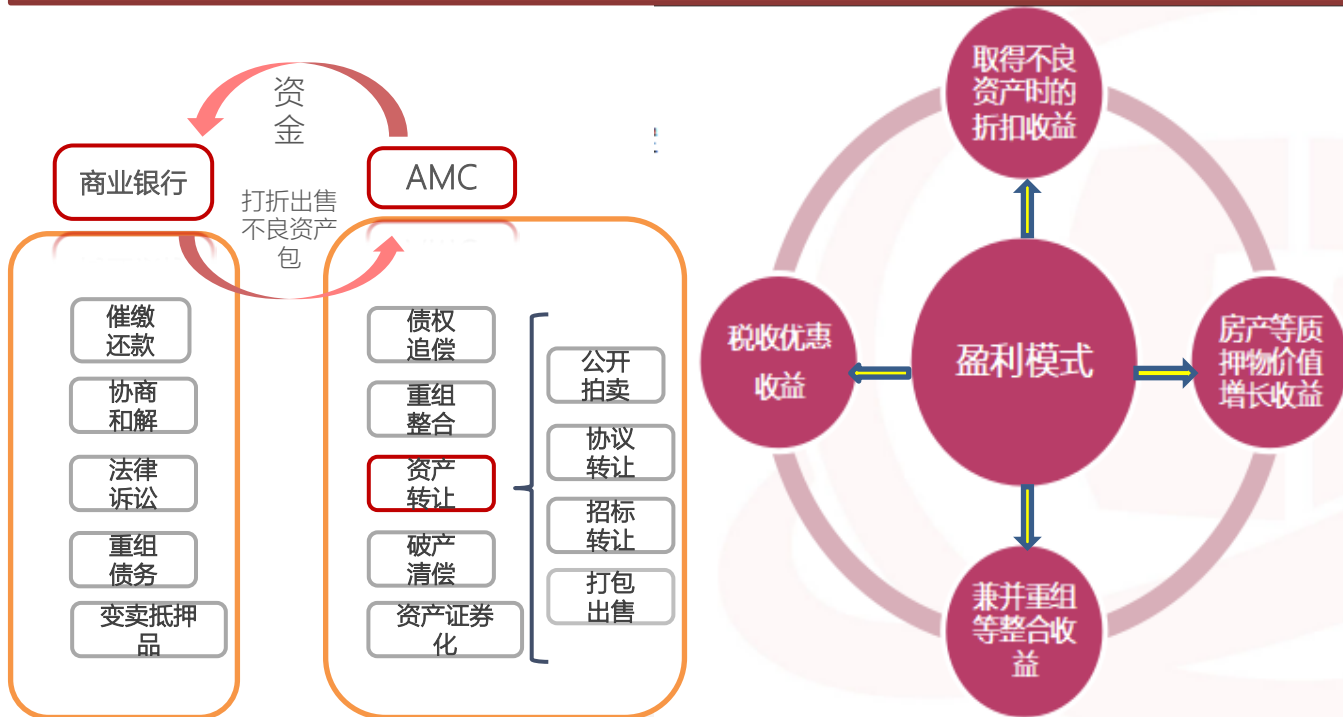 资
金
商业银行
AMC
打折出售
不良资产
包
催缴
还款
协商
和解
法律
诉讼
重组
债务
变卖抵押
品
债权
追偿
重组
整合
资产
转让
破产
清偿
资产证券
化
公开
拍卖
协议
转让
招标
转让
打包
出售
取得不良
资产时的
折扣收益
税收优惠
收益
盈利模式
房产等质
押物价值
增长收益
兼并重组
等整合收
益